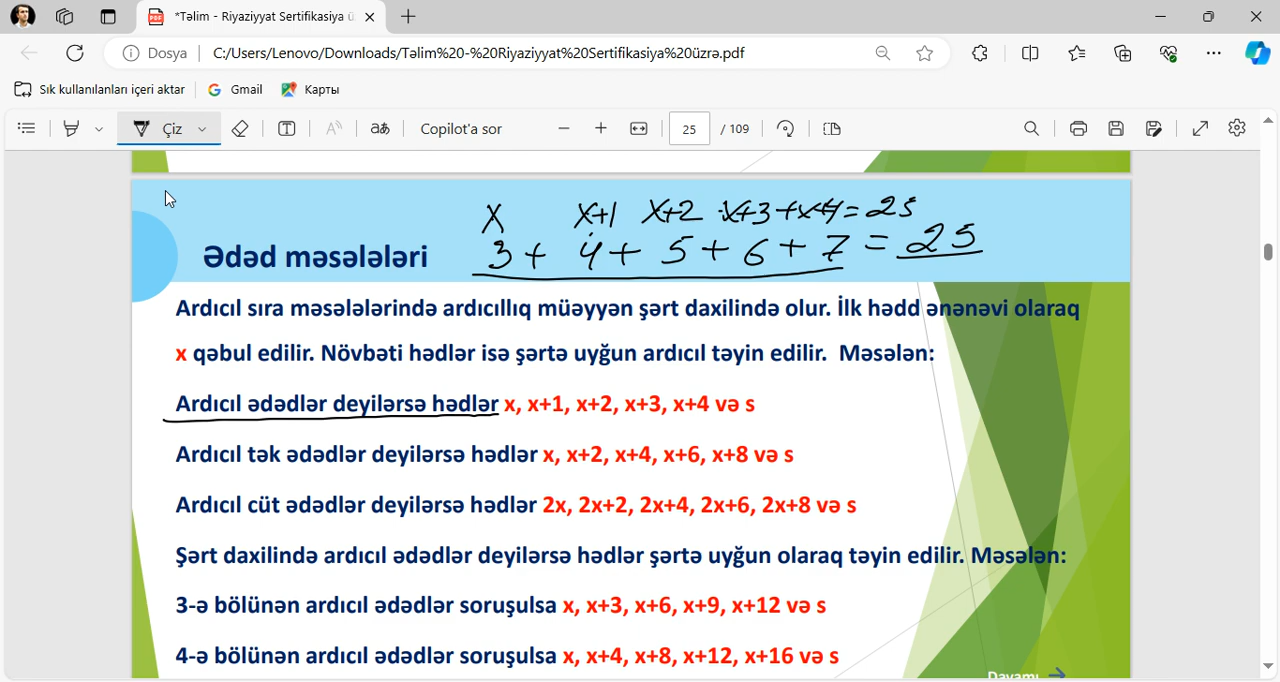 *Təlim - Riyaziyyat Sertifikasiya ü
Dosya
C:/Users/Lenovo/Downloads/Təlim%20-%20Riyaziyyat%20Sertifikasiya%20üzrə.pdf
Sık kullanılanları içeri aktar
Gmail
Карты
Çiz
aあ
Copilot'a sor
25 / 109
x x+1 x+2 x+3+x+4=25
3+ 4+ 5+6+7=25
Ədəd məsələləri
Ardıcıl sıra məsələlərində ardıcıllıq müəyyən şərt daxilində olur. İlk hədd ənənəvi olaraq
x qəbul edilir. Növbəti hədlər isə şərtə uyğun ardıcıl təyin edilir. Məsələn:
Ardıcıl ədədlər deyilərsə hədlər x, x+1, x+2, x+3, x+4 və s
Ardıcıl tək ədədlər deyilərsə hədlər x, x+2, x+4, x+6, x+8 və s
Ardıcıl cüt ədədlər deyilərsə hədlər 2x, 2x+2, 2x+4, 2x+6, 2x+8 və s
Şərt daxilində ardıcıl ədədlər deyilərsə hədlər şərtə uyğun olaraq təyin edilir. Məsələn:
3-ə bölünən ardıcıl ədədlər soruşulsa x, x+3, x+6, x+9, x+12 və s
4-ə bölünən ardıcıl ədədlər soruşulsa x, x+4, x+8, x+12, x+16 və s
Davamı